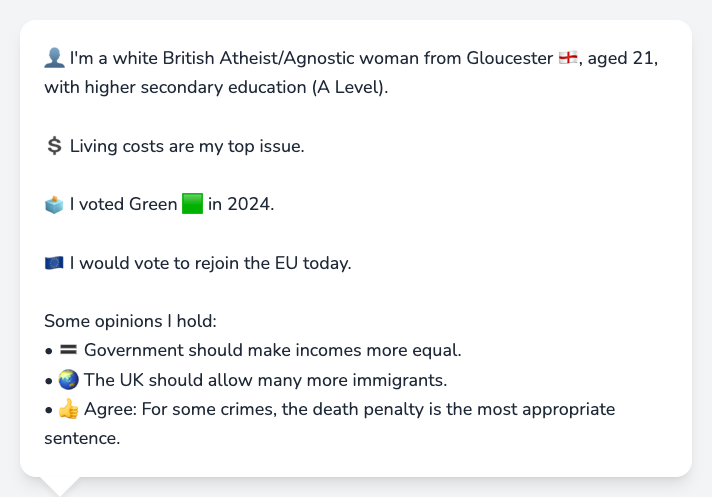 👤 I'm a white British Atheist/Agnostic woman from Gloucester 🏴󠁧󠁢󠁥󠁮󠁧󠁿, aged 21,
with higher secondary education (A Level).
💲 Living costs are my top issue.
🗳️ I voted Green 🟩 in 2024.
🇪🇺 I would vote to rejoin the EU today.
Some opinions I hold:
• 🟰 Government should make incomes more equal.
• 🌏 The UK should allow many more immigrants.
• 👍 Agree: For some crimes, the death penalty is the most appropriate
sentence.